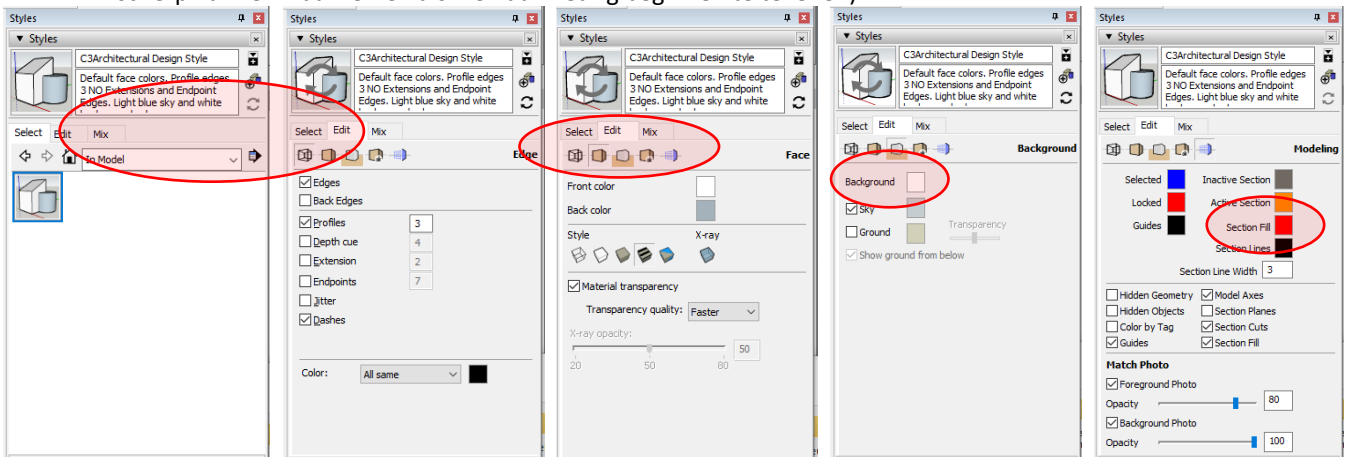 Styles
Styles
C3Architectural Design Style
Default face colors. Profile edges
3 NO Extensions and Endpoint
Edges. Light blue sky and white
Select Edit Mix
In Model
Styles
Styles
C3Architectural Design Style
Default face colors. Profile edges
3 NO Extensions and Endpoint
Edges. Light blue sky and white
Select Edit Mix
Edge
Edges
Back Edges
Profiles 3
Depth cue 4
Extension 2
Endpoints 7
Jitter
Dashes
Color: All same
Styles
Styles
C3Architectural Design Style
Default face colors. Profile edges
3 NO Extensions and Endpoint
Edges. Light blue sky and white
Select Edit Mix
Face
Front color
Back color
Style X-ray
Material transparency
Transparency quality: Faster
X-ray opacity:
50
20 50 80
Styles
Styles
C3Architectural Design Style
Default face colors. Profile edges
3 NO Extensions and Endpoint
Edges. Light blue sky and white
Select Edit Mix
Background
Background
Sky
Ground Transparency
Show ground from below
Styles
Styles
C3Architectural Design Style
Default face colors. Profile edges
3 NO Extensions and Endpoint
Edges. Light blue sky and white
Select Edit Mix
Modeling
Selected Inactive Section
Locked Active Section
Guides Section Fill
Section Lines
Section Line Width 3
Hidden Geometry Model Axes
Hidden Objects Section Planes
Color by Tag Section Cuts
Guides Section Fill
Match Photo
Foreground Photo
Opacity 80
Background Photo
Opacity 100